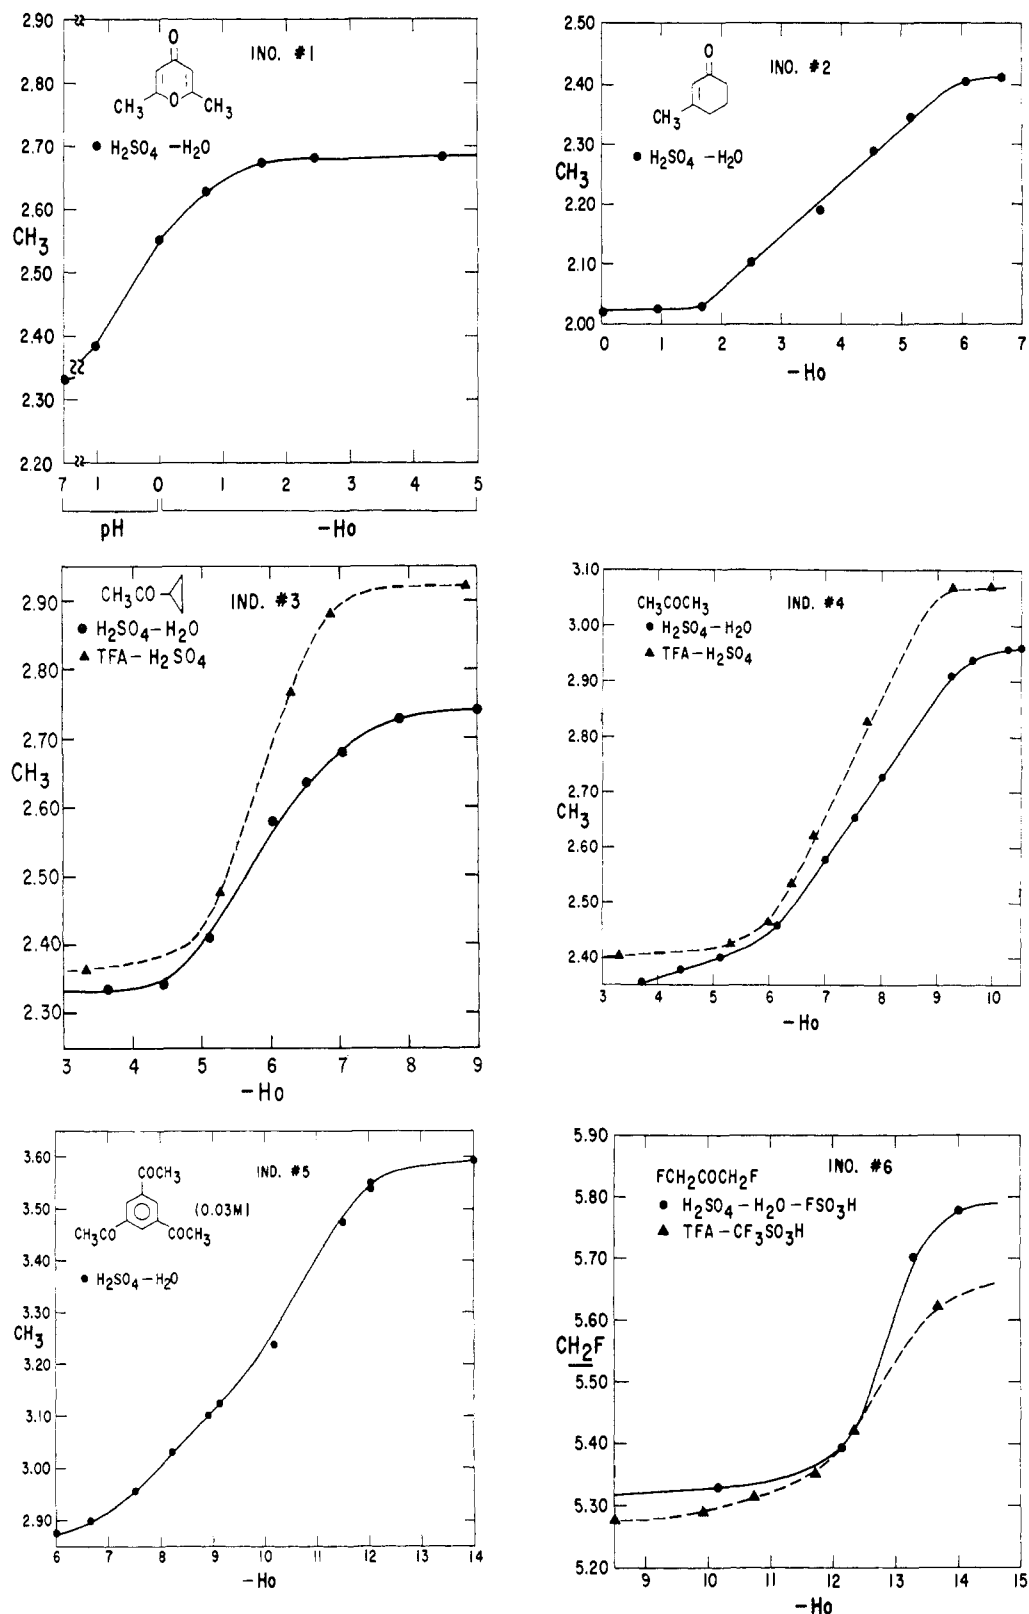 2.90
2.80
2.70
2.60
CH3
2.50
2.40
2.30
2.20
O
INO. #1
CH3 O CH3
● H2SO4 -H2O
7 1 0 1 2 3 4 5
pH -Ho
2.50
2.40
2.30
CH3
2.20
2.10
2.00
O
INO. #2
CH3
● H2SO4 -H2O
0 1 2 3 4 5 6 7
-Ho
2.90
2.80
2.70
CH3
2.60
2.50
2.40
2.30
CH3CO
IND. #3
● H2SO4-H2O
▲ TFA-H2SO4
3 4 5 6 7 8 9
-Ho
3.10
3.00
2.90
2.80
2.70
CH3
2.60
2.50
2.40
CH3COCH3
IND. #4
● H2SO4-H2O
▲ TFA-H2SO4
3 4 5 6 7 8 9 10
-Ho
3.60
3.50
3.40
3.30
CH3
3.20
3.10
3.00
2.90
COCH3
IND. #5
(0.03M)
CH3CO COCH3
● H2SO4-H2O
6 7 8 9 10 11 12 13 14
-Ho
5.90
5.80
5.70
5.60
CH2F
5.50
5.40
5.30
5.20
INO. #6
FCH2COCH2F
● H2SO4-H2O-FSO3H
▲ TFA-CF3SO3H
9 10 11 12 13 14 15
-Ho